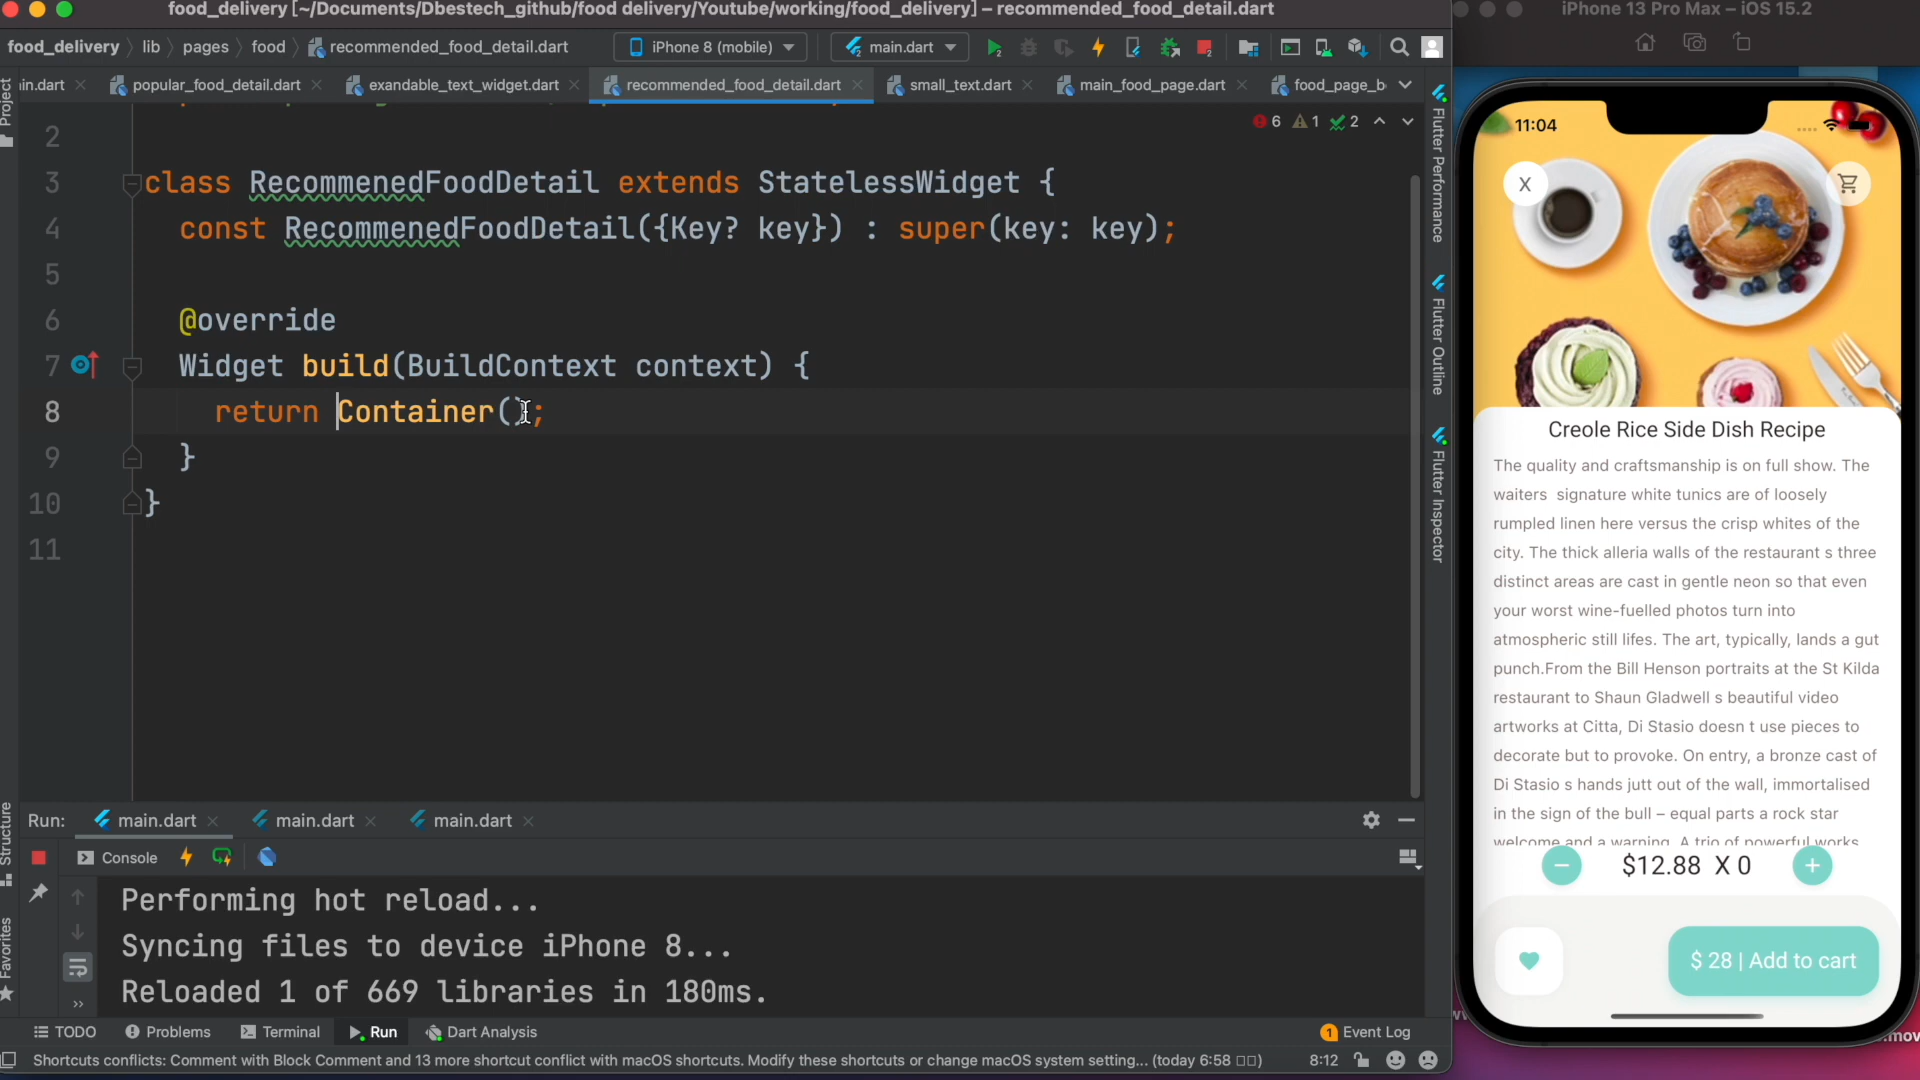 food_delivery [~/Documents/Dbestech_github/food delivery/Youtube/working/food_delivery] – recommended_food_detail.dart
food_delivery lib pages food recommended_food_detail.dart iPhone 8 (mobile) main.dart
in.dart popular_food_detail.dart exandable_text_widget.dart recommended_food_detail.dart small_text.dart main_food_page.dart food_page_b
6 1 2
2
3 class RecommenedFoodDetail extends StatelessWidget {
4 const RecommenedFoodDetail({Key? key}) : super(key: key);
5
6 @override
7 Widget build(BuildContext context) {
8 return Container();
9 }
10 }
11
Project
Structure
Favorites
Flutter Performance
Flutter Outline
Flutter Inspector
Run: main.dart main.dart main.dart
Console
Performing hot reload...
Syncing files to device iPhone 8...
Reloaded 1 of 669 libraries in 180ms.
TODO Problems Terminal Run Dart Analysis 1 Event Log
Shortcuts conflicts: Comment with Block Comment and 13 more shortcut conflict with macOS shortcuts. Modify these shortcuts or change macOS system setting... (today 6:58 8:12
iPhone 13 Pro Max – iOS 15.2
11:04
X
Creole Rice Side Dish Recipe
The quality and craftsmanship is on full show. The
waiters signature white tunics are of loosely
rumpled linen here versus the crisp whites of the
city. The thick alleria walls of the restaurant s three
distinct areas are cast in gentle neon so that even
your worst wine-fuelled photos turn into
atmospheric still lifes. The art, typically, lands a gut
punch.From the Bill Henson portraits at the St Kilda
restaurant to Shaun Gladwell s beautiful video
artworks at Citta, Di Stasio doesn t use pieces to
decorate but to provoke. On entry, a bronze cast of
Di Stasio s hands jutt out of the wall, immortalised
in the sign of the bull – equal parts a rock star
welcome and a warning. A trio of powerful works
− $12.88 X 0 +
$ 28 | Add to cart
.mov